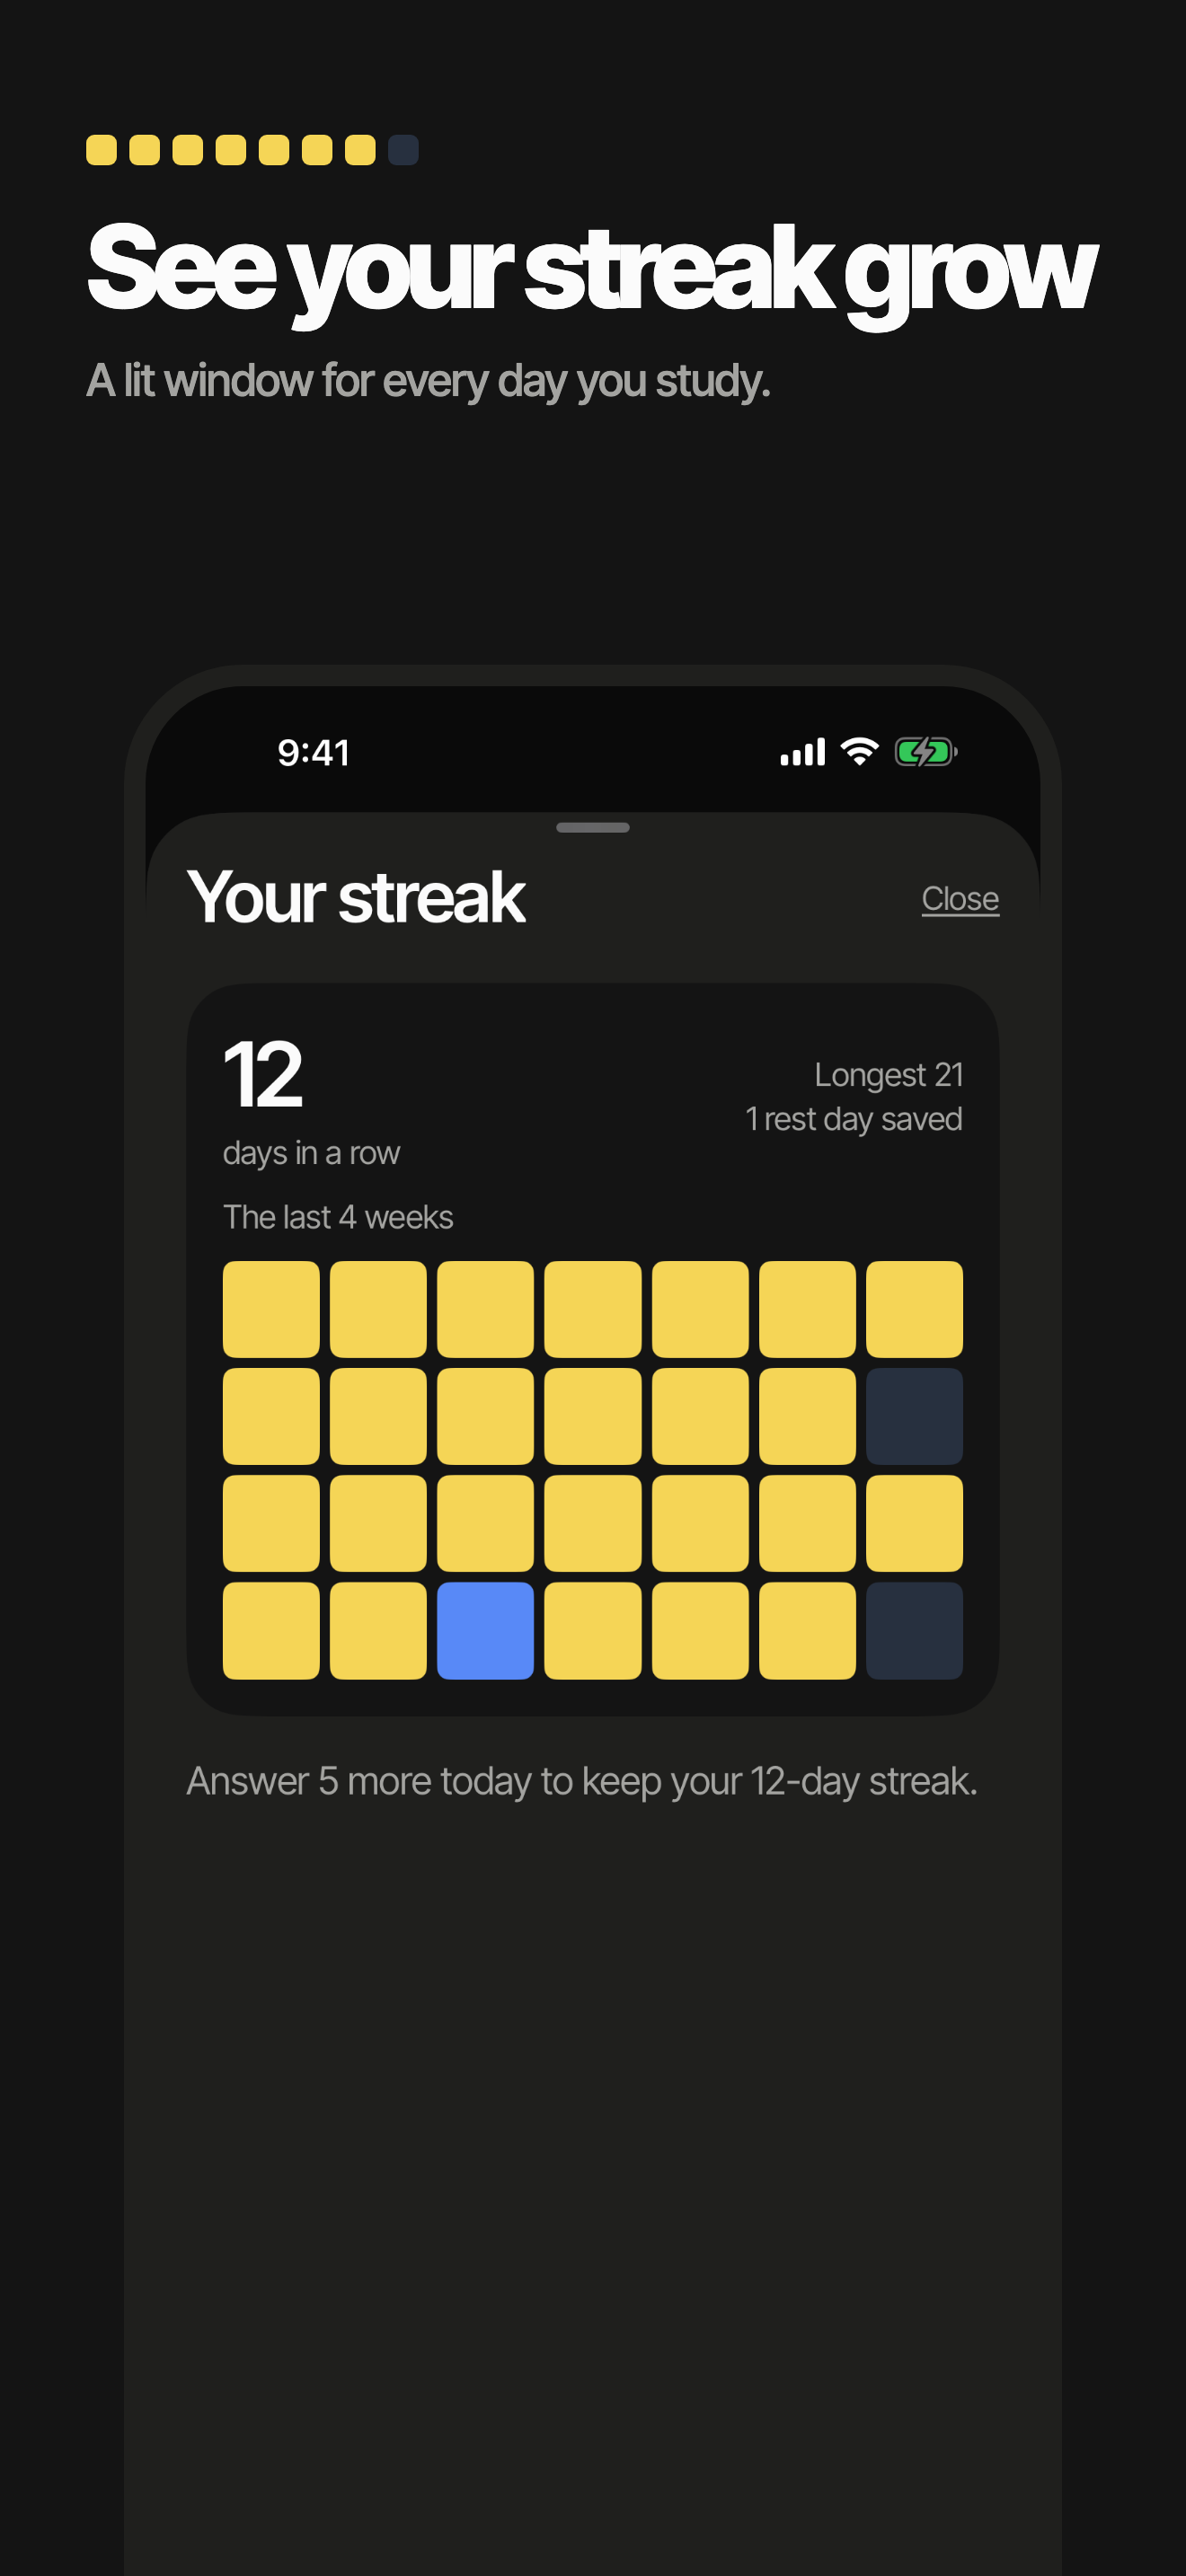 See your streak grow
A lit window for every day you study.
9:41
Your streak
Close
12
days in a row
Longest 21
1 rest day saved
The last 4 weeks
Answer 5 more today to keep your 12-day streak.